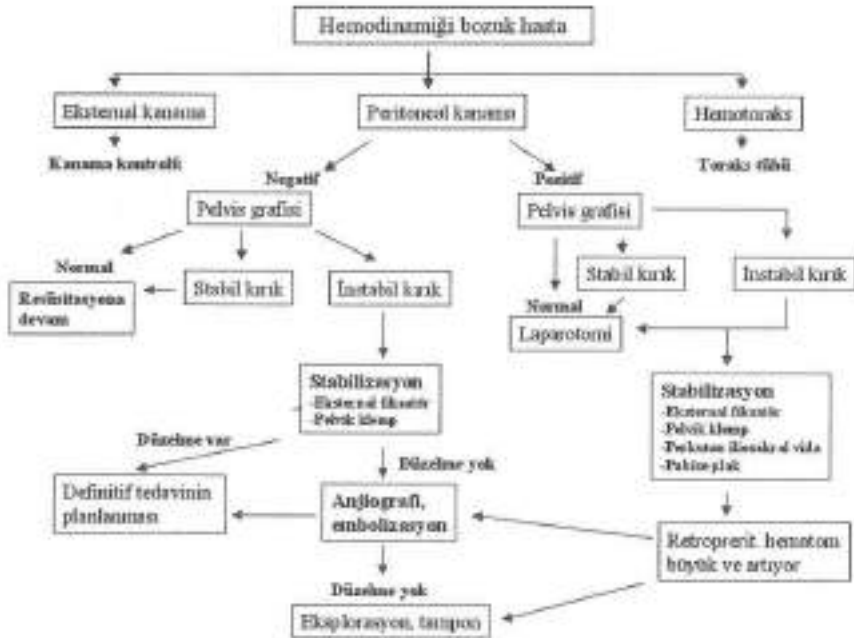 Hemodinamiği bozuk hasta
Eksternal kanama
Peritoneal kanama
Hemotoraks
Kanama kontrolü
Toraks tübü
Negatif
Pozitif
Pelvis grafisi
Pelvis grafisi
Normal
Stabil kırık
İnstabil kırık
Stabil kırık
İnstabil kırık
Resüsitasyona
devam
Normal
Laparotomi
Stabilizasyon
-Eksternal fiksatör
-Pelvik klemp
Stabilizasyon
-Eksternal fiksatör
-Pelvik klemp
-Perkutan iliosakral vida
-Pubise plak
Düzelme var
Düzelme yok
Definitif tedavinin
planlanması
Anjiografi,
embolizasyon
Retroperit. hematom
büyük ve artıyor
Düzelme yok
Eksplorasyon, tampon